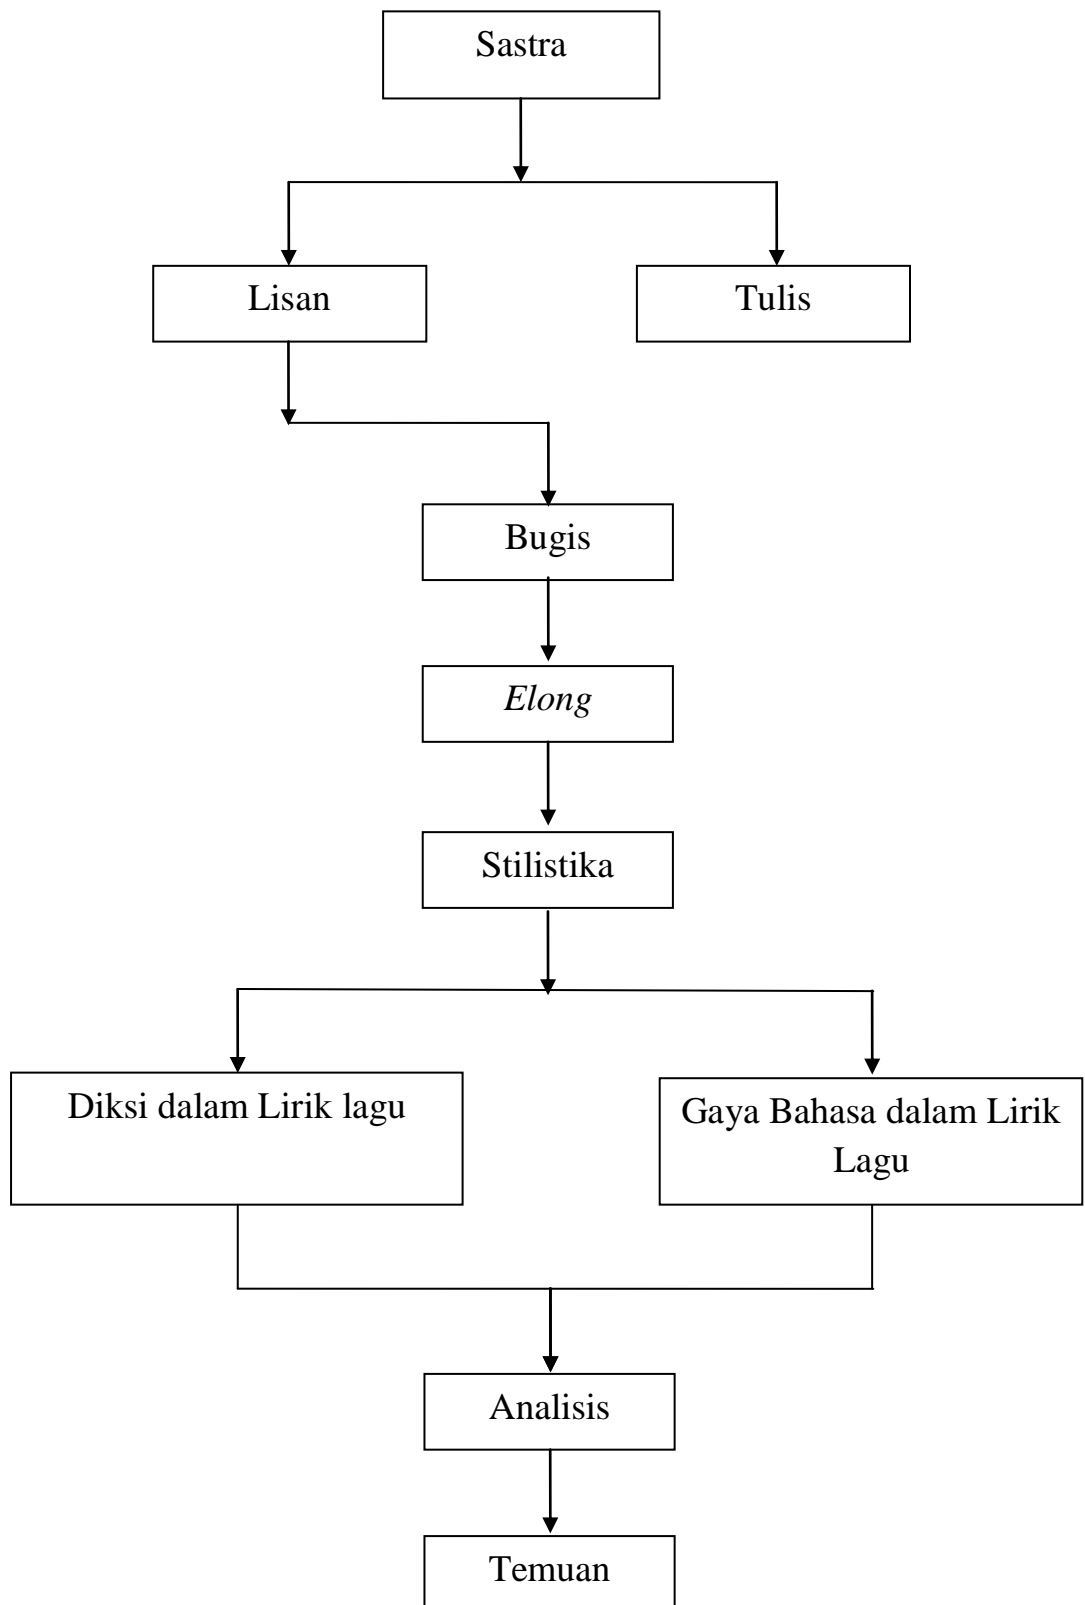 Sastra
Lisan
Tulis
Bugis
Elong
Stilistika
Diksi dalam Lirik lagu
Gaya Bahasa dalam Lirik
Lagu
Analisis
Temuan